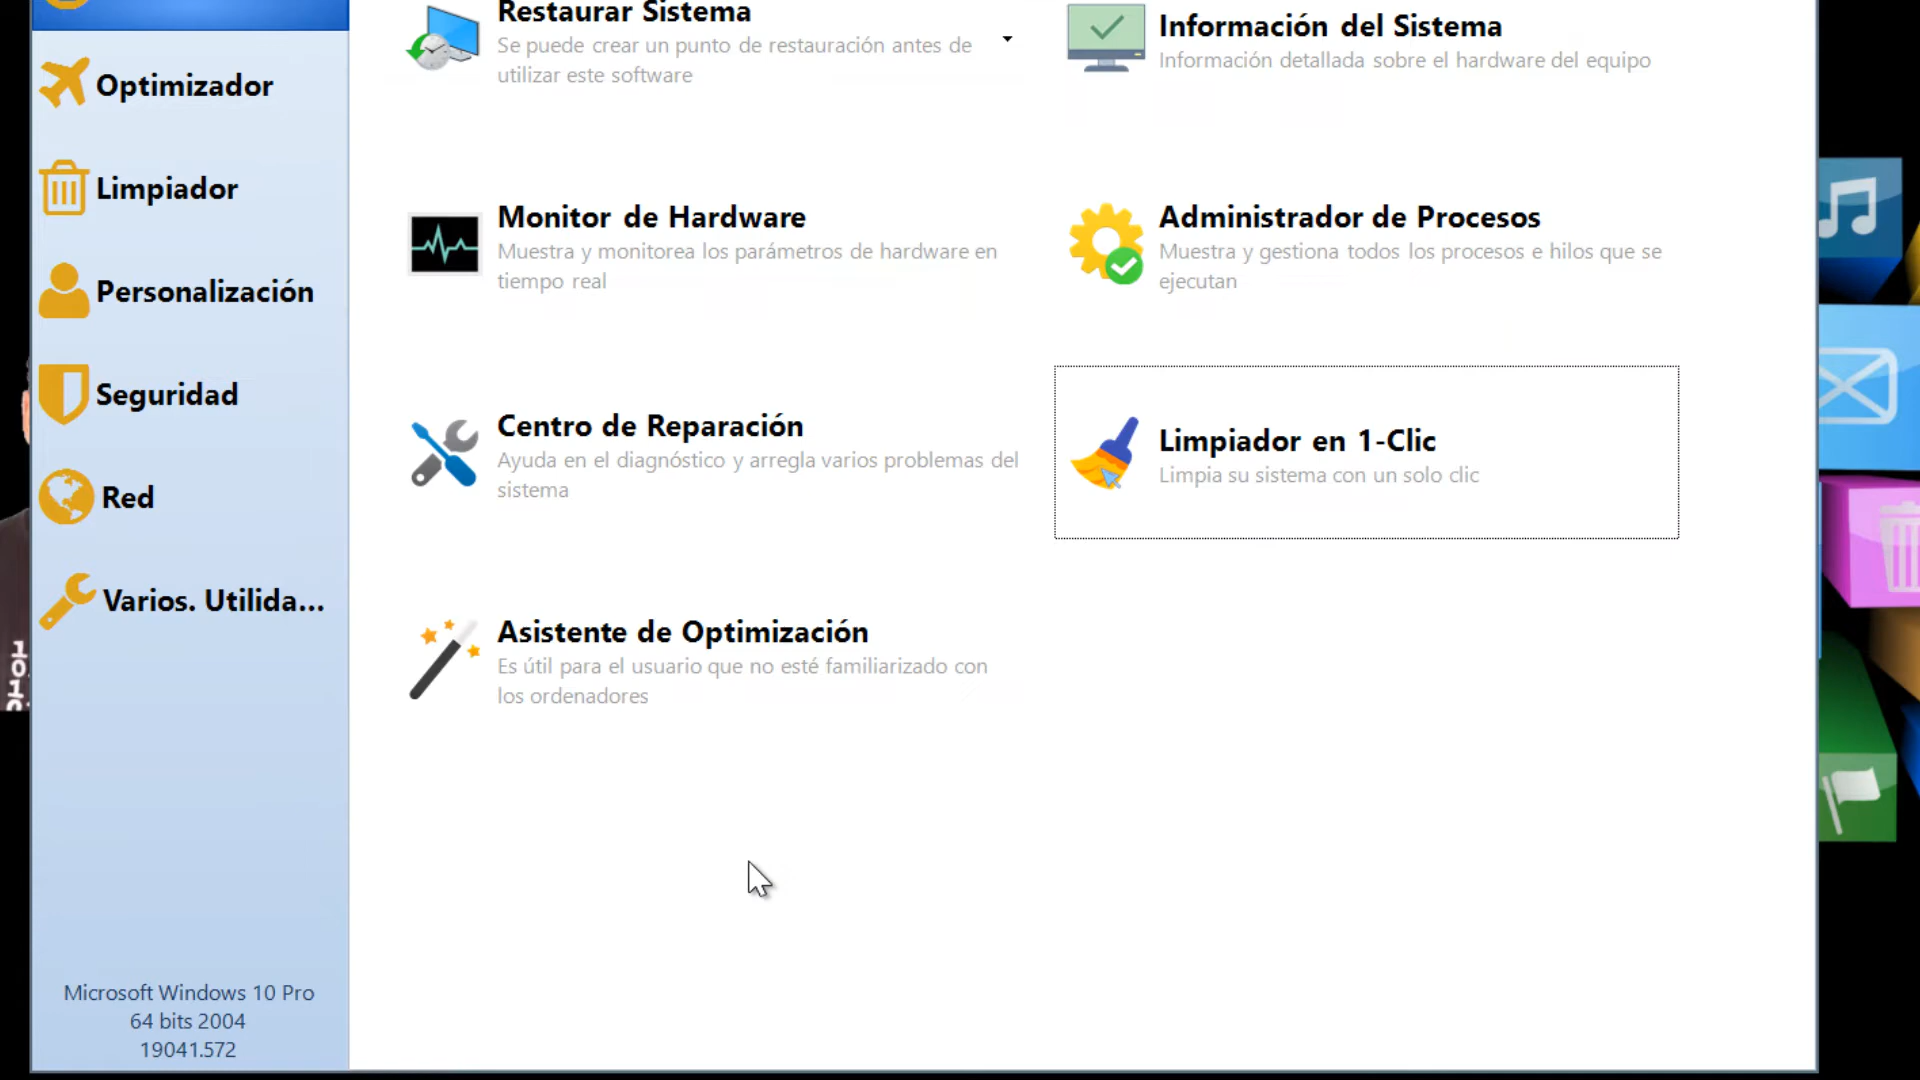 Optimizador
Limpiador
Personalización
Seguridad
Red
Varios. Utilida...
Microsoft Windows 10 Pro
64 bits 2004
19041.572
Restaurar Sistema
Se puede crear un punto de restauración antes de
utilizar este software
Información del Sistema
Información detallada sobre el hardware del equipo
Monitor de Hardware
Muestra y monitorea los parámetros de hardware en
tiempo real
Administrador de Procesos
Muestra y gestiona todos los procesos e hilos que se
ejecutan
Centro de Reparación
Ayuda en el diagnóstico y arregla varios problemas del
sistema
Limpiador en 1-Clic
Limpia su sistema con un solo clic
Asistente de Optimización
Es útil para el usuario que no esté familiarizado con
los ordenadores